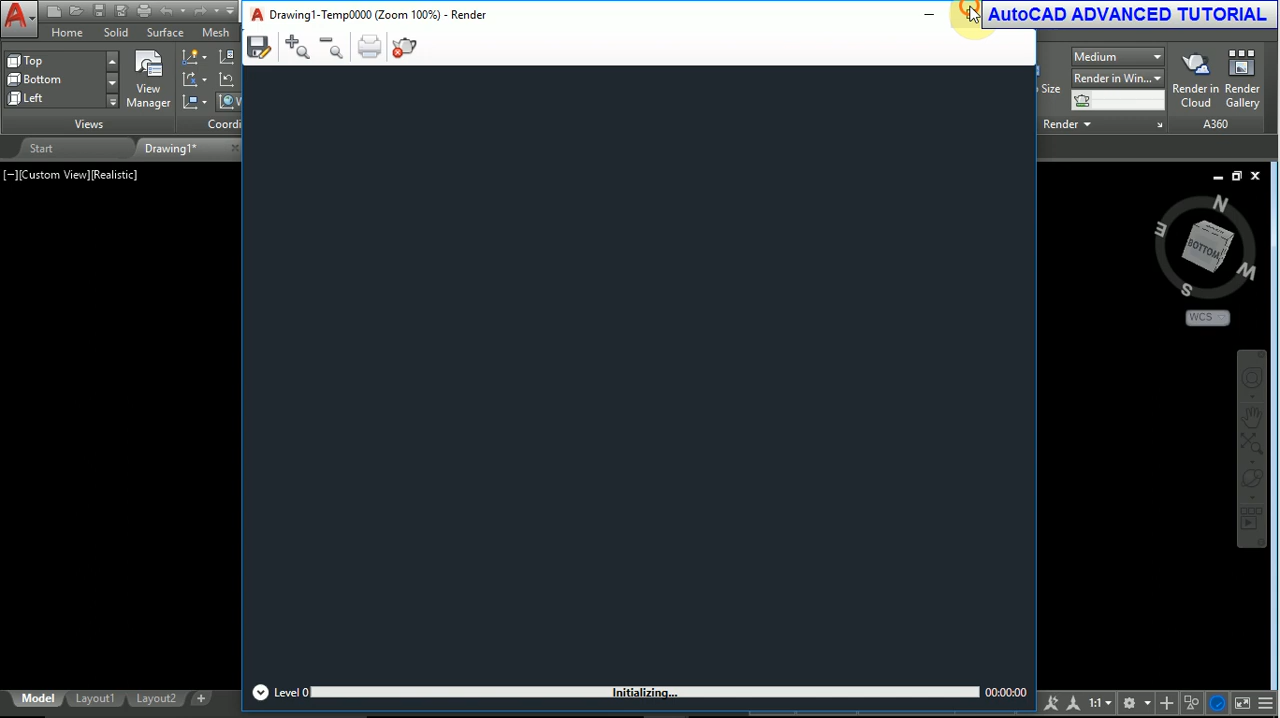 Drawing1-Temp0000 (Zoom 100%) - Render
AutoCAD ADVANCED TUTORIAL
Home Solid Surface Mesh
Top
Bottom
Left
View
Manager
Views
Coordi
Size
Medium
Render in Win...
Render
Render in
Cloud
Render
Gallery
A360
Start
Drawing1*
[−][Custom View][Realistic]
N
E
W
S
BOTTOM
WCS
Level 0
Initializing...
00:00:00
Model Layout1 Layout2 +
1:1